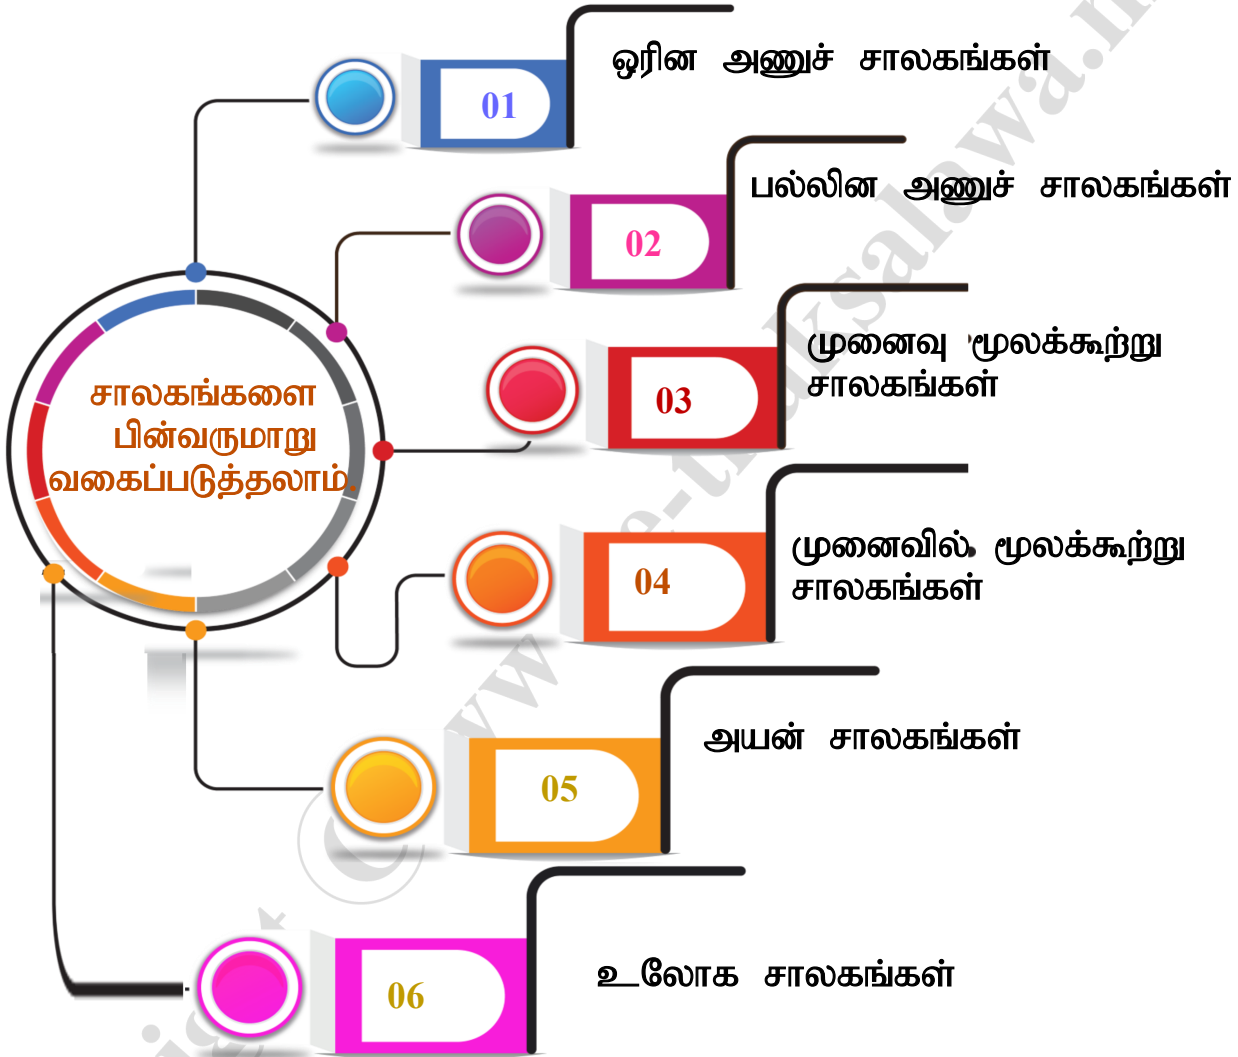 01
ஒரின அணுச் சாலகங்கள்
02
பல்லின அணுச் சாலகங்கள்
03
முனைவு மூலக்கூற்று
சாலகங்கள்
சாலகங்களை
பின்வருமாறு
வகைப்படுத்தலாம்.
04
முனைவில் மூலக்கூற்று
சாலகங்கள்
05
அயன் சாலகங்கள்
06
உலோக சாலகங்கள்